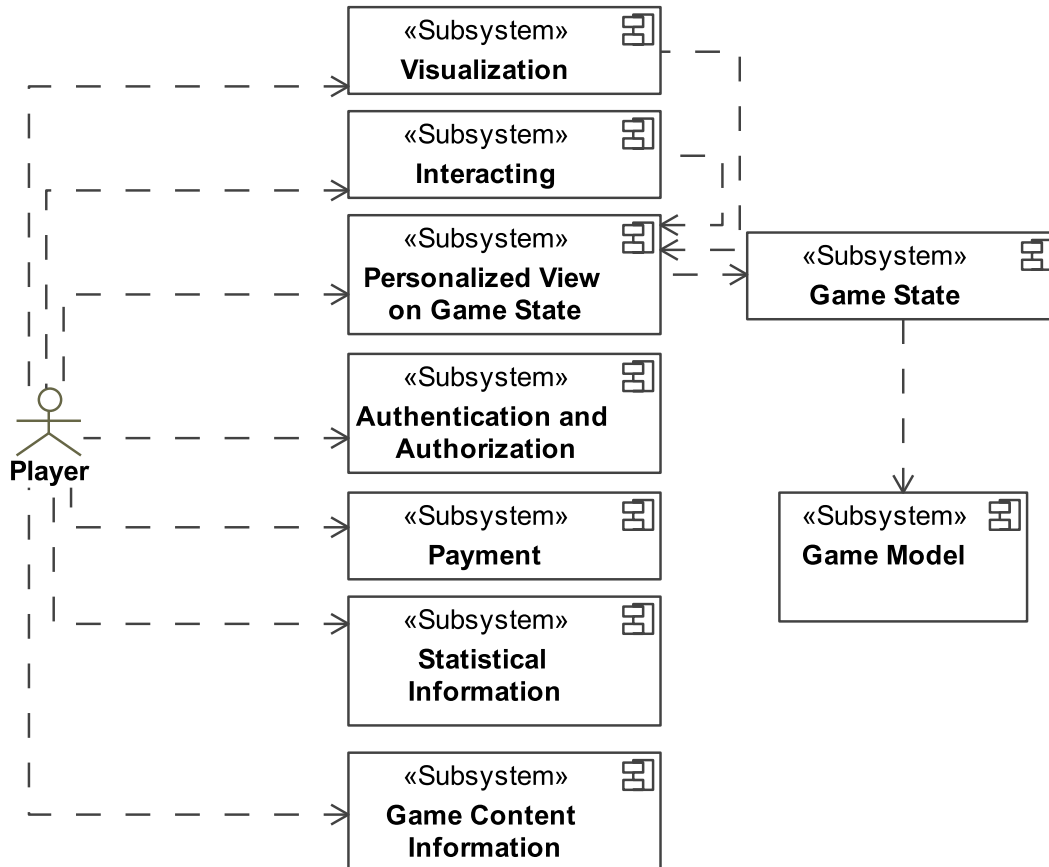 «Subsystem»
Visualization
«Subsystem»
Interacting
«Subsystem»
Personalized View
on Game State
«Subsystem»
Game State
«Subsystem»
Authentication and
Authorization
Player
«Subsystem»
Payment
«Subsystem»
Game Model
«Subsystem»
Statistical
Information
«Subsystem»
Game Content
Information